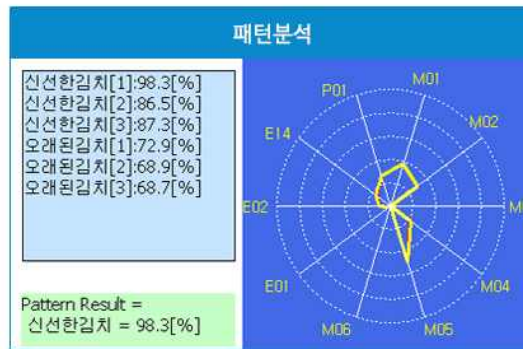 패턴분석
신선한김치[1]:98.3[%]
신선한김치[2]:86.5[%]
신선한김치[3]:87.3[%]
오래된김치[1]:72.9[%]
오래된김치[2]:68.9[%]
오래된김치[3]:68.7[%]
Pattern Result =
신선한김치 = 98.3[%]
P01
M01
E14
M02
E02
E01
M04
M06
M05